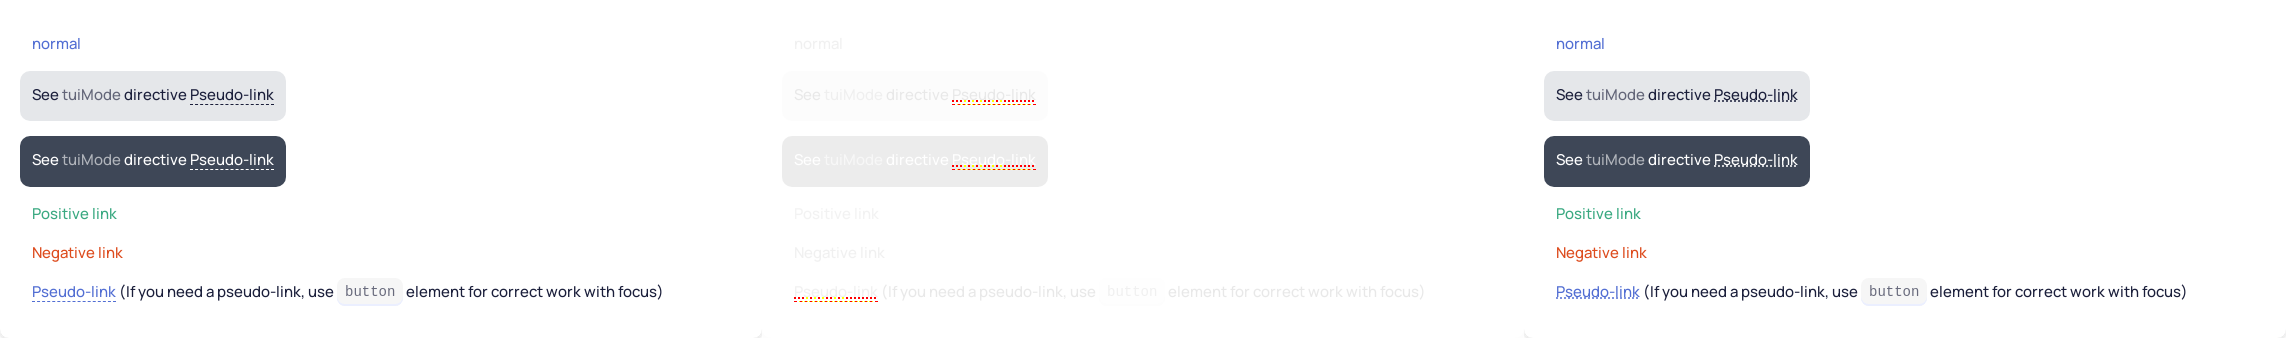 normal
See tuiMode directive Pseudo-link
See tuiMode directive Pseudo-link
Positive link
Negative link
Pseudo-link (If you need a pseudo-link, use button element for correct work with focus)
normal
See tuiMode directive Pseudo-link
See tuiMode directive Pseudo-link
Positive link
Negative link
Pseudo-link (If you need a pseudo-link, use button element for correct work with focus)
normal
See tuiMode directive Pseudo-link
See tuiMode directive Pseudo-link
Positive link
Negative link
Pseudo-link (If you need a pseudo-link, use button element for correct work with focus)